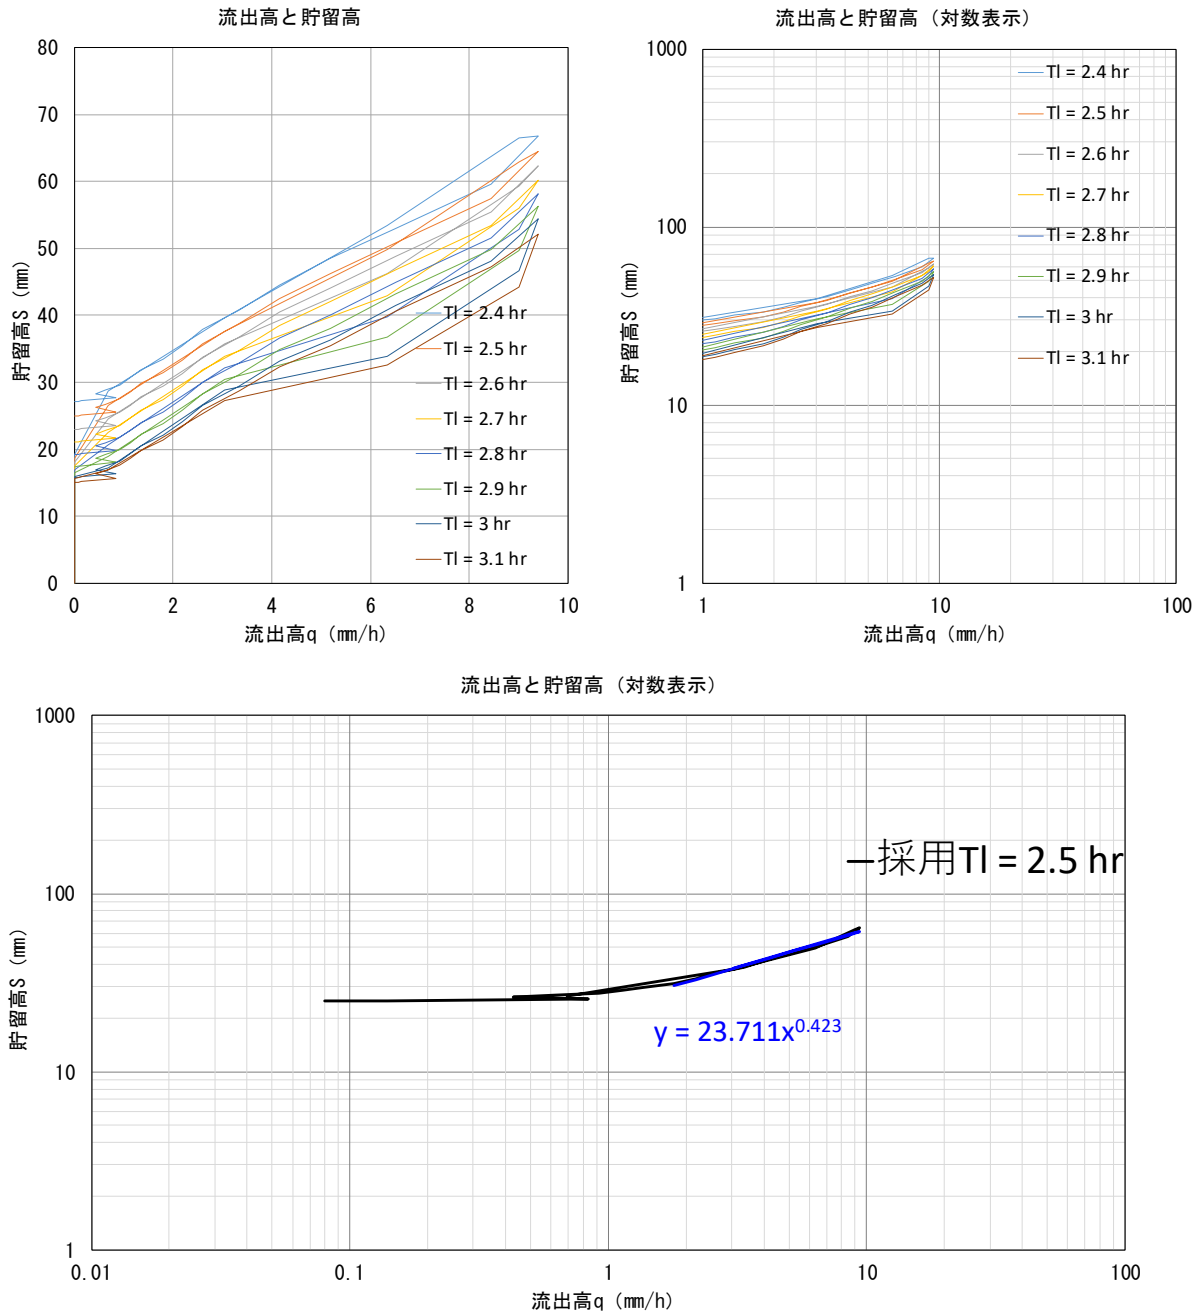 流出高と貯留高
80
70
60
50
40
30
20
10
0
貯留高S (mm)
0 2 4 6 8 10
流出高q (mm/h)
Tl = 2.4 hr
Tl = 2.5 hr
Tl = 2.6 hr
Tl = 2.7 hr
Tl = 2.8 hr
Tl = 2.9 hr
Tl = 3 hr
Tl = 3.1 hr
流出高と貯留高 (対数表示)
1000
100
10
1
貯留高S (mm)
1 10 100
流出高q (mm/h)
Tl = 2.4 hr
Tl = 2.5 hr
Tl = 2.6 hr
Tl = 2.7 hr
Tl = 2.8 hr
Tl = 2.9 hr
Tl = 3 hr
Tl = 3.1 hr
流出高と貯留高 (対数表示)
1000
100
10
1
貯留高S (mm)
採用Tl = 2.5 hr
y = 23.711x^0.423
0.01 0.1 1 10 100
流出高q (mm/h)